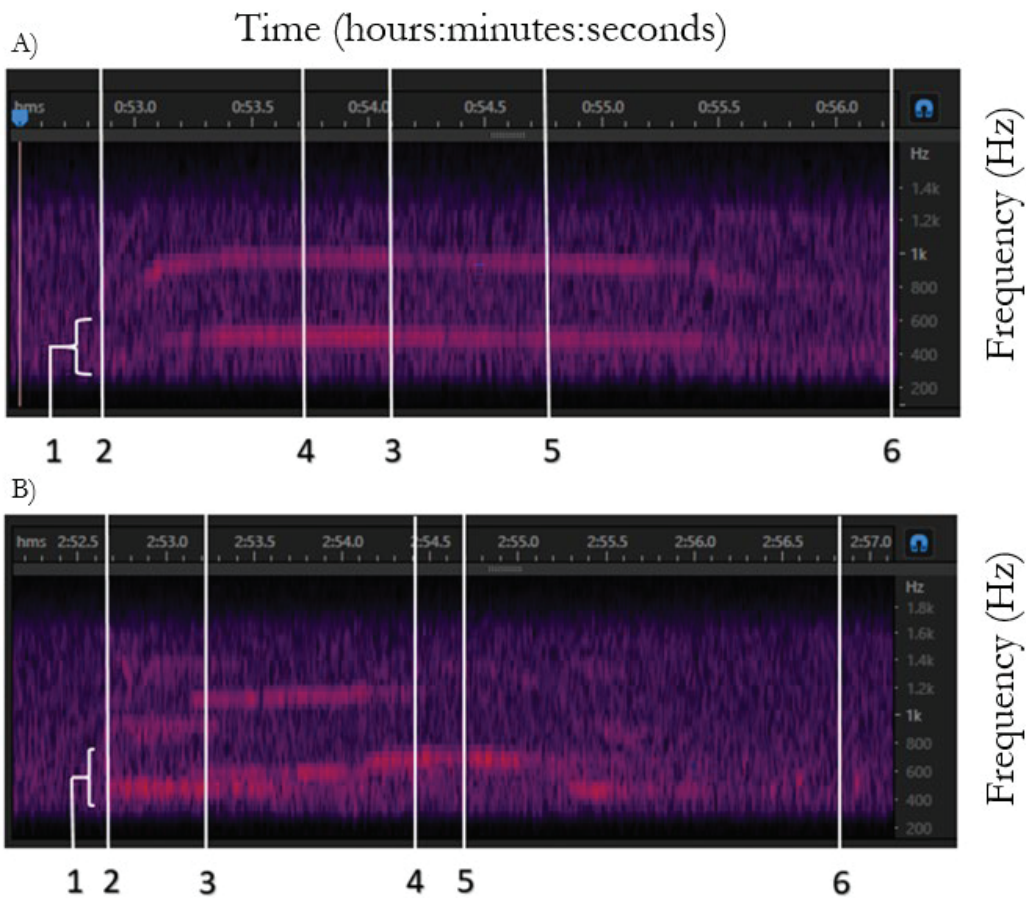 Time (hours:minutes:seconds)
A)
hms 0:53.0 0:53.5 0:54.0 0:54.5 0:55.0 0:55.5 0:56.0
Hz
1.4k
1.2k
1k
800
600
400
200
Frequency (Hz)
1 2 4 3 5 6
B)
hms 2:52.5 2:53.0 2:53.5 2:54.0 2:54.5 2:55.0 2:55.5 2:56.0 2:56.5 2:57.0
Hz
1.8k
1.6k
1.4k
1.2k
1k
800
600
400
200
Frequency (Hz)
1 2 3 4 5 6